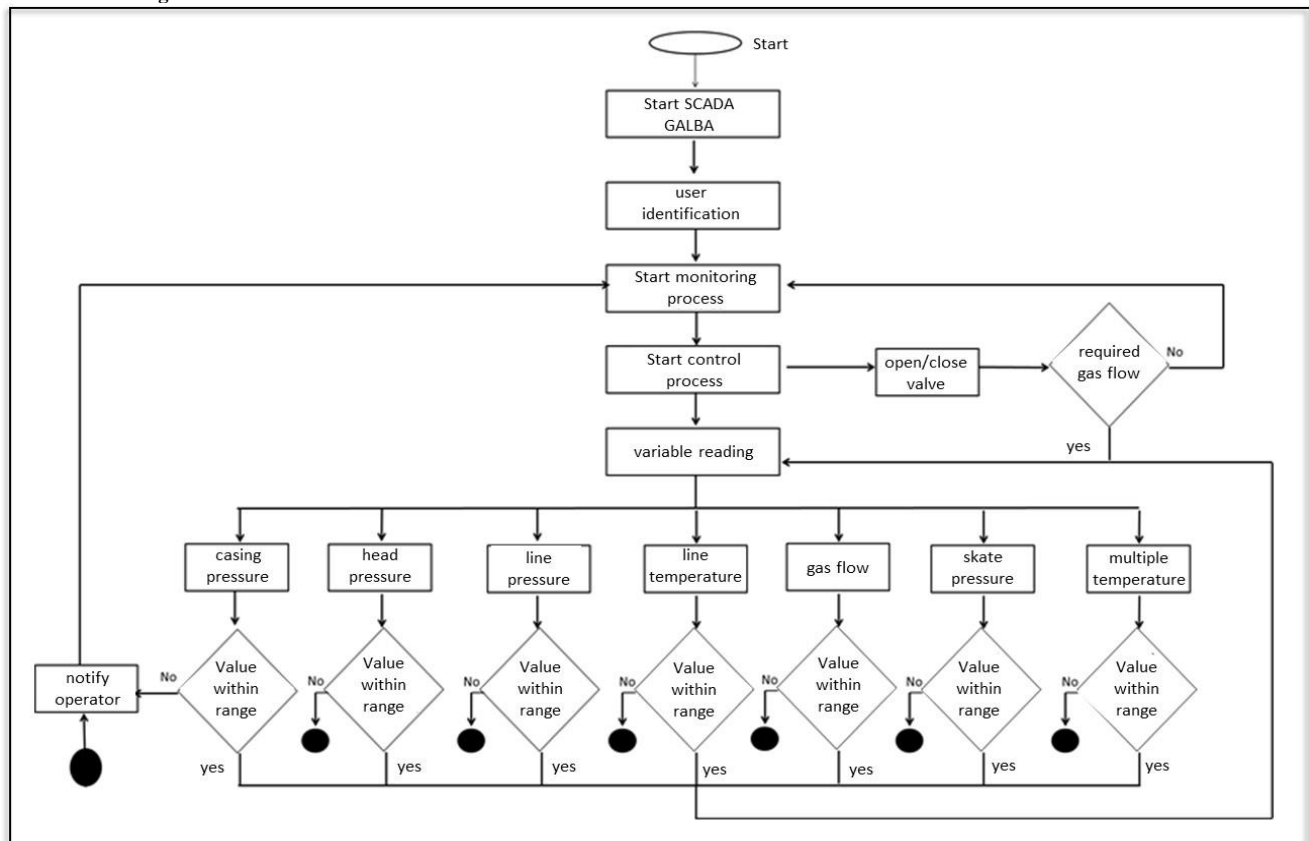 Start
Start SCADA
GALBA
user
identification
Start monitoring
process
Start control
process
open/close
valve
required
gas flow
No
yes
variable reading
casing
pressure
head
pressure
line
pressure
line
temperature
gas flow
skate
pressure
multiple
temperature
notify
operator
No
Value
within
range
No
Value
within
range
No
Value
within
range
No
Value
within
range
No
Value
within
range
No
Value
within
range
No
Value
within
range
yes
yes
yes
yes
yes
yes
yes